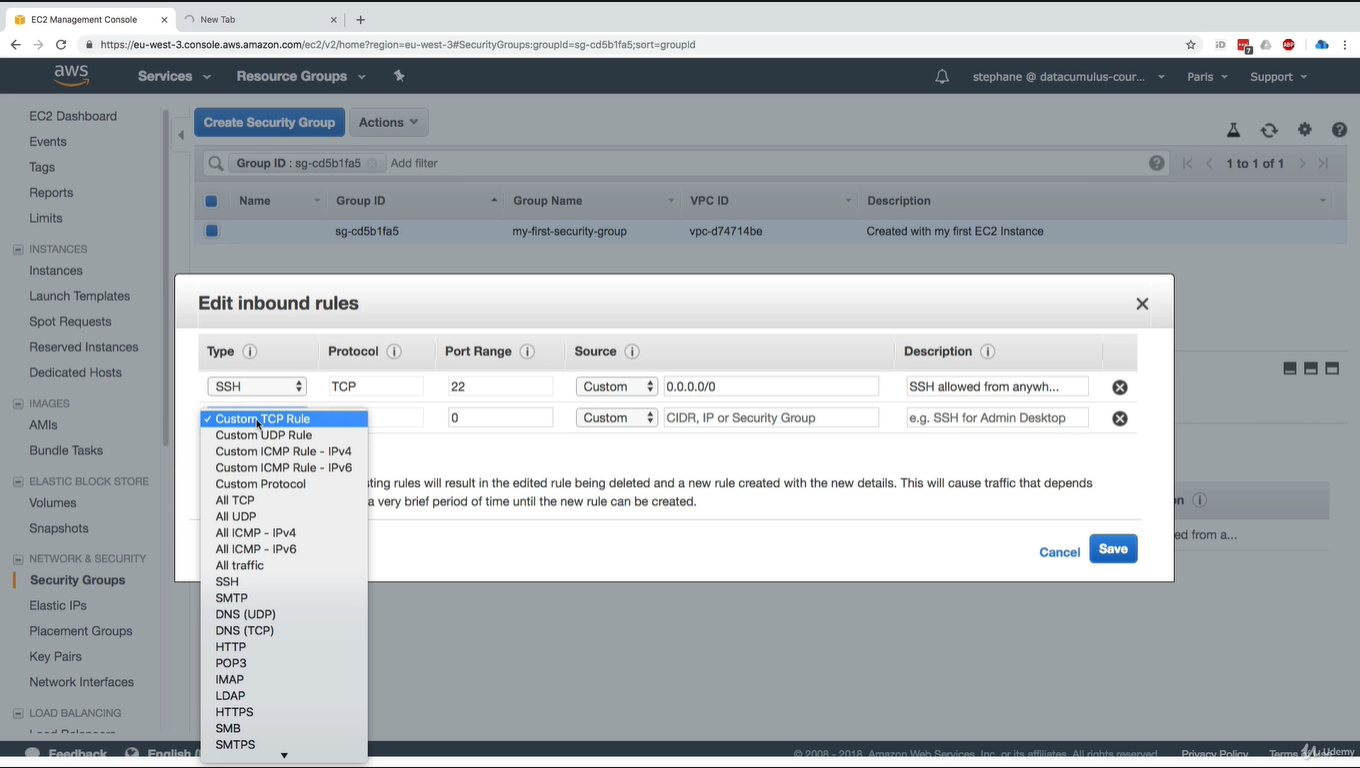 EC2 Management Console
New Tab
https://eu-west-3.console.aws.amazon.com/ec2/v2/home?region=eu-west-3#SecurityGroups:groupId=sg-cd5b1fa5;sort=groupId
iD
7
ABP
aws
Services
Resource Groups
stephane @ datacumulus-cour...
Paris
Support
EC2 Dashboard
Events
Tags
Reports
Limits
INSTANCES
Instances
Launch Templates
Spot Requests
Reserved Instances
Dedicated Hosts
IMAGES
AMIs
Bundle Tasks
ELASTIC BLOCK STORE
Volumes
Snapshots
NETWORK & SECURITY
Security Groups
Elastic IPs
Placement Groups
Key Pairs
Network Interfaces
LOAD BALANCING
Load Balancers
Create Security Group
Actions
Group ID : sg-cd5b1fa5
Add filter
1 to 1 of 1
Name Group ID Group Name VPC ID Description
sg-cd5b1fa5 my-first-security-group vpc-d74714be Created with my first EC2 Instance
Edit inbound rules
Type Protocol Port Range Source Description
SSH TCP 22 Custom 0.0.0.0/0 SSH allowed from anywh...
Custom TCP Rule 0 Custom CIDR, IP or Security Group e.g. SSH for Admin Desktop
Custom UDP Rule
Custom ICMP Rule - IPv4
Custom ICMP Rule - IPv6
Custom Protocol
All TCP
All UDP
All ICMP - IPv4
All ICMP - IPv6
All traffic
SSH
SMTP
DNS (UDP)
DNS (TCP)
HTTP
POP3
IMAP
LDAP
HTTPS
SMB
SMTPS
sting rules will result in the edited rule being deleted and a new rule created with the new details. This will cause traffic that depends
a very brief period of time until the new rule can be created.
Cancel
Save
ed from a...
Feedback
English (
© 2008 - 2018, Amazon Web Services, Inc. or its affiliates. All rights reserved.
Privacy Policy
Terms
Udemy